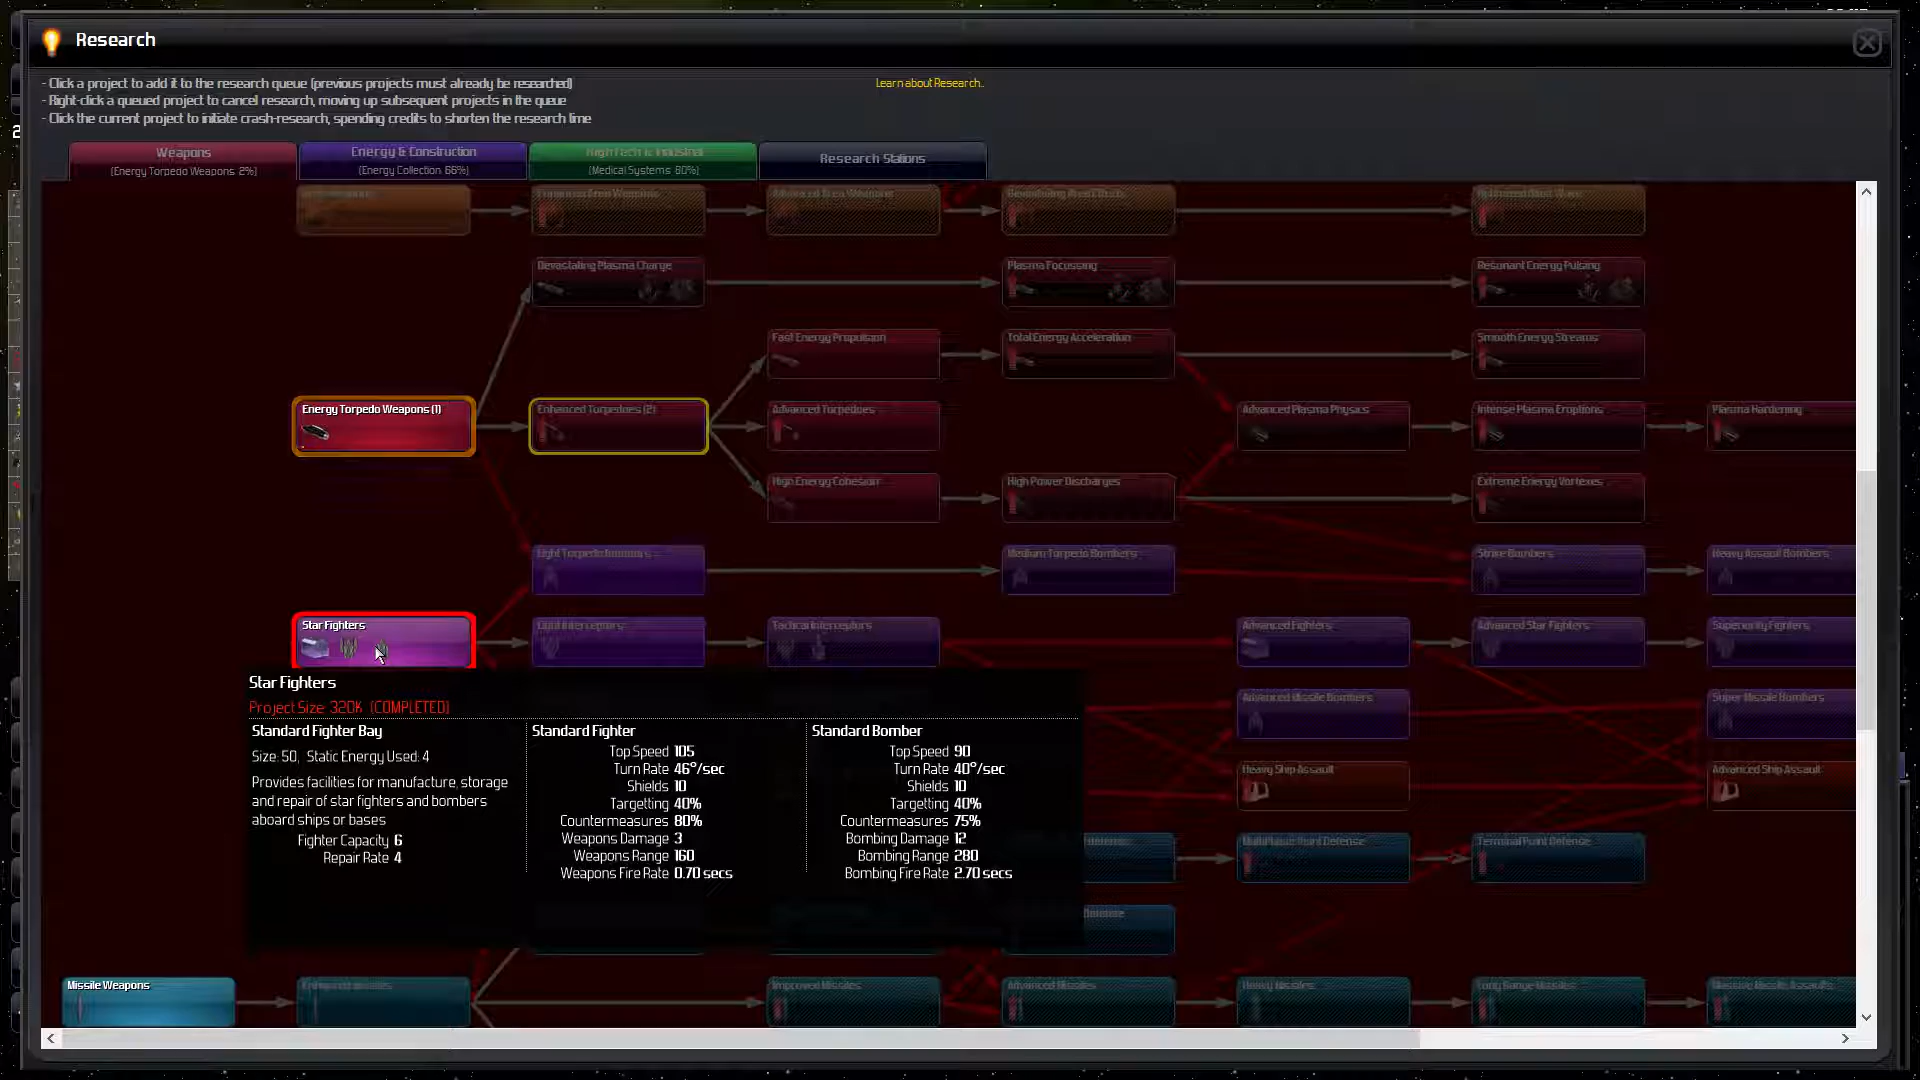 Research
- Click a project to add it to the research queue (previous projects must already be researched)
Learn about Research..
- Right-click a queued project to cancel research, moving up subsequent projects in the queue
- Click the current project to initiate crash-research, spending credits to shorten the research time
Weapons
(Energy Torpedo Weapons: 2%)
Energy & Construction
(Energy Collection: 66%)
HighTech & Industrial
(Medical Systems: 80%)
Research Stations
Devastating Plasma Charge
Plasma Focussing
Resonant Energy Pulsing
Fast Energy Propulsion
Total Energy Acceleration
Smooth Energy Streams
Energy Torpedo Weapons (1)
Enhanced Torpedoes (2)
Advanced Torpedoes
Advanced Plasma Physics
Intense Plasma Eruptions
Plasma Hardening
High Energy Cohesion
High Power Discharges
Extreme Energy Vortexes
Light Torpedo Bombers
Medium Torpedo Bombers
Strike Bombers
Heavy Assault Bombers
Star Fighters
Light Interceptors
Tactical Interceptors
Advanced Fighters
Advanced Star Fighters
Superiority Fighters
Advanced Missile Bombers
Super Missile Bombers
Heavy Ship Assault
Advanced Ship Assault
Terminal Point Defense
Star Fighters
Project Size: 320K (COMPLETED)
Standard Fighter Bay
Size: 50, Static Energy Used: 4
Provides facilities for manufacture, storage
and repair of star fighters and bombers
aboard ships or bases
Fighter Capacity 6
Repair Rate 4
Standard Fighter
Top Speed 105
Turn Rate 46°/sec
Shields 10
Targetting 40%
Countermeasures 80%
Weapons Damage 3
Weapons Range 160
Weapons Fire Rate 0.70 secs
Standard Bomber
Top Speed 90
Turn Rate 40°/sec
Shields 10
Targetting 40%
Countermeasures 75%
Bombing Damage 12
Bombing Range 280
Bombing Fire Rate 2.70 secs
Missile Weapons
Improved Missiles
Advanced Missiles
Heavy Missiles
Long Range Missiles
Massive Missile Assaults